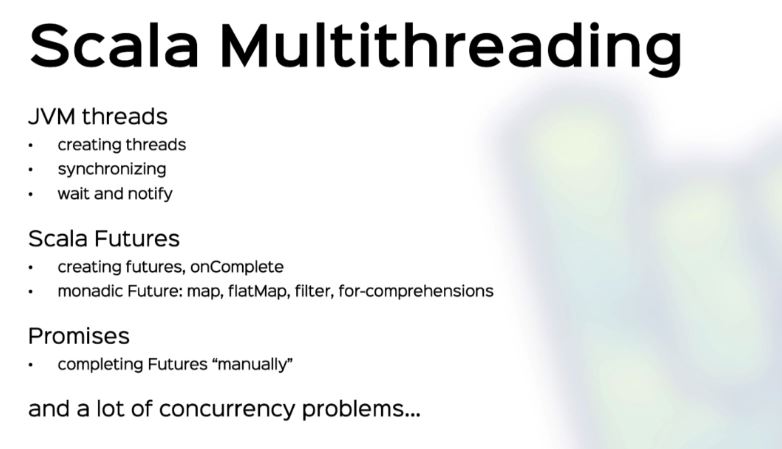 Scala Multithreading
JVM threads
• creating threads
• synchronizing
• wait and notify
Scala Futures
• creating futures, onComplete
• monadic Future: map, flatMap, filter, for-comprehensions
Promises
• completing Futures “manually”
and a lot of concurrency problems...